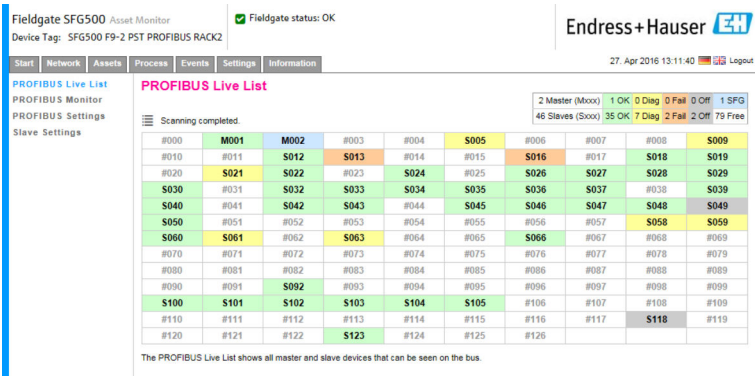 Fieldgate SFG500 Asset Monitor
Fieldgate status: OK
Device Tag: SFG500 F9-2 PST PROFIBUS RACK2
Endress+Hauser EH
Start Network Assets Process Events Settings Information
27. Apr 2016 13:11:40 Logout
PROFIBUS Live List
PROFIBUS Monitor
PROFIBUS Settings
Slave Settings
PROFIBUS Live List
2 Master (Mxxx) 1 OK 0 Diag 0 Fail 0 Off 1 SFG
46 Slaves (Sxxx) 35 OK 7 Diag 2 Fail 2 Off 79 Free
Scanning completed.
#000 M001 M002 #003 #004 S005 #006 #007 #008 S009
#010 #011 S012 S013 #014 #015 S016 #017 S018 S019
#020 S021 S022 #023 S024 #025 S026 S027 S028 S029
S030 #031 S032 S033 S034 S035 S036 S037 #038 S039
S040 #041 S042 S043 #044 S045 S046 S047 S048 S049
S050 #051 #052 #053 #054 #055 #056 #057 S058 S059
S060 S061 #062 S063 #064 #065 S066 #067 #068 #069
#070 #071 #072 #073 #074 #075 #076 #077 #078 #079
#080 #081 #082 #083 #084 #085 #086 #087 #088 #089
#090 #091 S092 #093 #094 #095 #096 #097 #098 #099
S100 S101 S102 S103 S104 S105 #106 #107 #108 #109
#110 #111 #112 #113 #114 #115 #116 #117 S118 #119
#120 #121 #122 S123 #124 #125 #126
The PROFIBUS Live List shows all master and slave devices that can be seen on the bus.